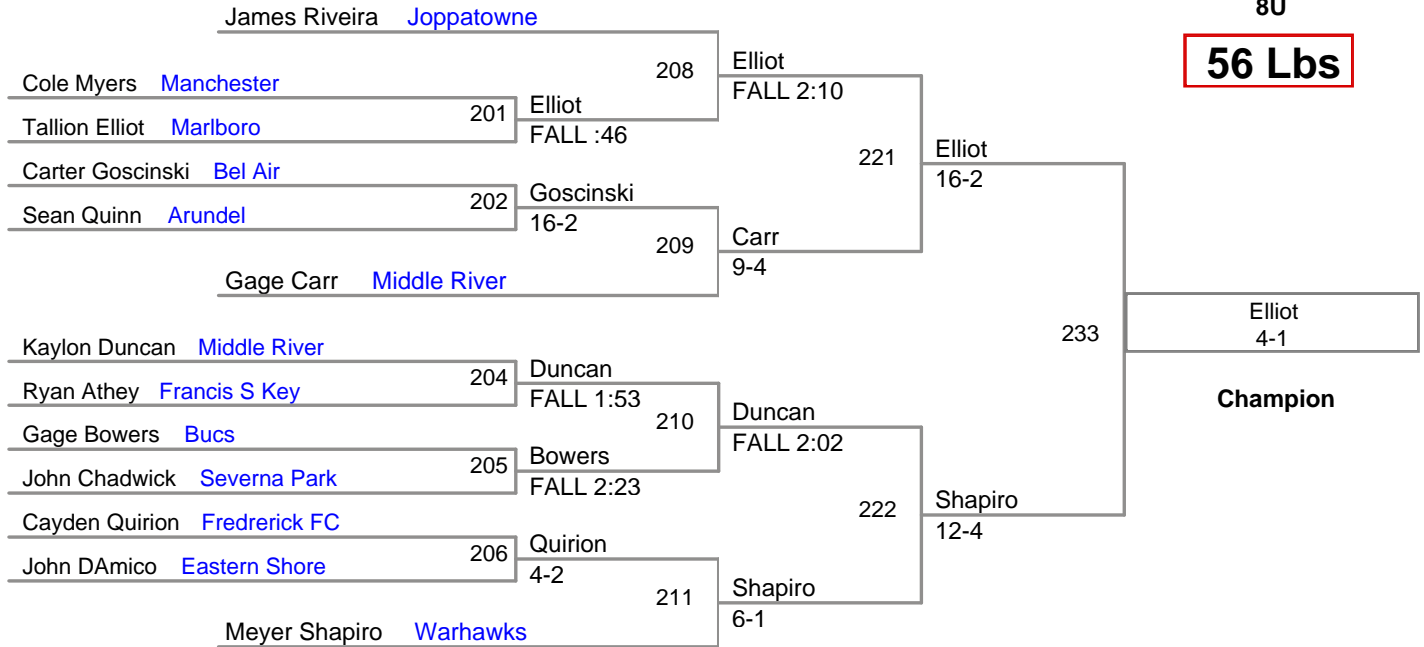 8U
56 Lbs
James Riveira Joppatowne
208
Elliot
FALL 2:10
Cole Myers Manchester
201
Elliot
FALL :46
Tallion Elliot Marlboro
221
Elliot
16-2
Carter Goscinski Bel Air
202
Goscinski
16-2
Sean Quinn Arundel
209
Carr
9-4
Gage Carr Middle River
233
Elliot
4-1
Champion
Kaylon Duncan Middle River
204
Duncan
FALL 1:53
Ryan Athey Francis S Key
210
Duncan
FALL 2:02
Gage Bowers Bucs
205
Bowers
FALL 2:23
John Chadwick Severna Park
222
Shapiro
12-4
Cayden Quirion Fredrerick FC
206
Quirion
4-2
John DAmico Eastern Shore
211
Shapiro
6-1
Meyer Shapiro Warhawks